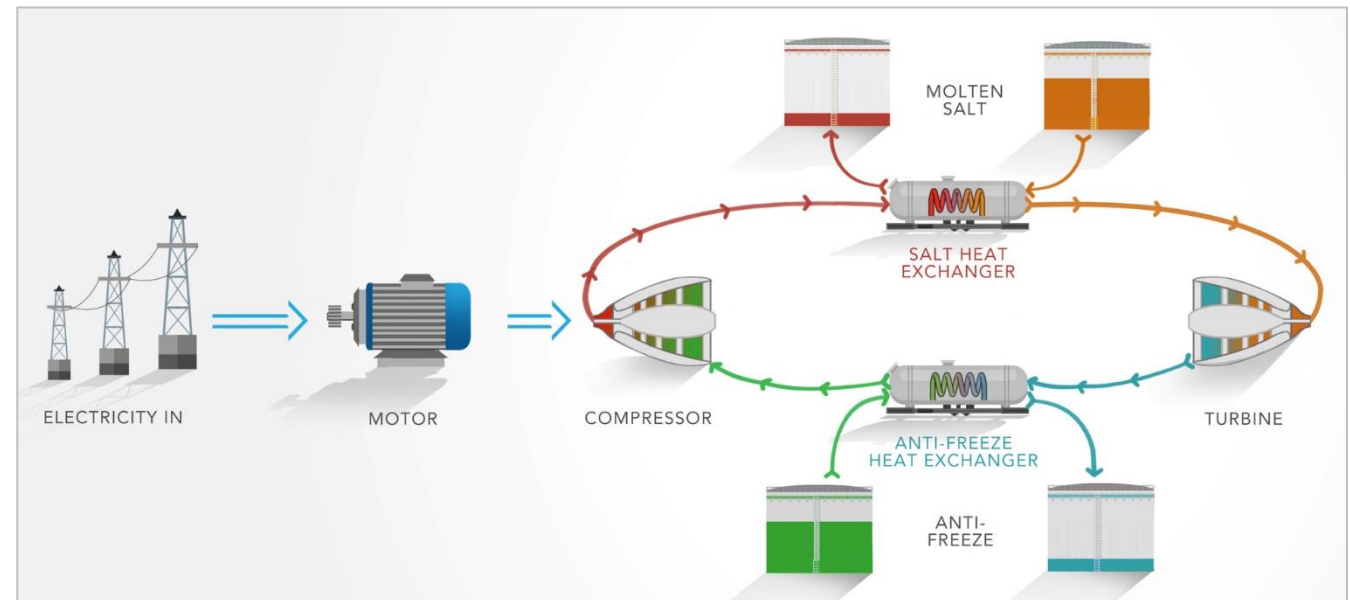 MOLTEN
SALT
SALT HEAT
EXCHANGER
ELECTRICITY IN
MOTOR
COMPRESSOR
TURBINE
ANTI-FREEZE
HEAT EXCHANGER
ANTI-
FREEZE